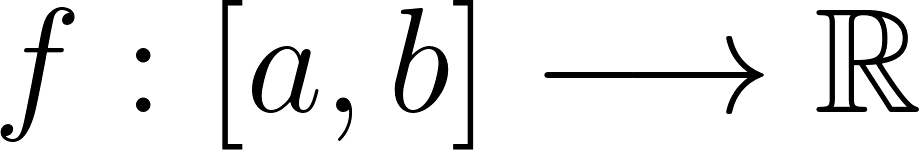 f : [a, b] ⟶ ℝ